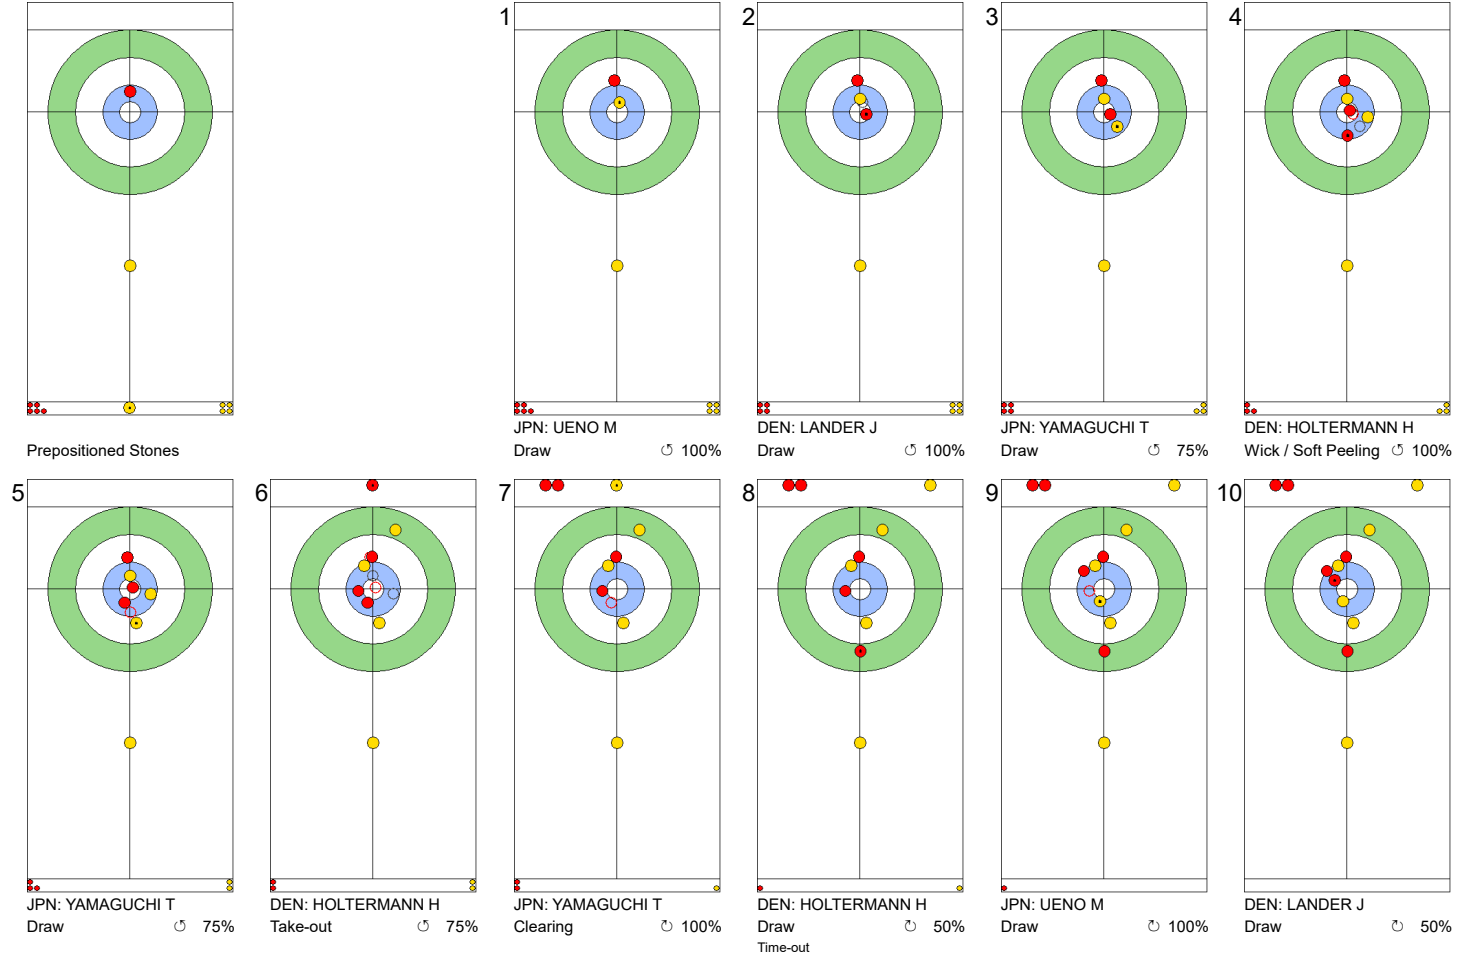 1
2
3
4
Prepositioned Stones
JPN: UENO M
Draw ↺ 100%
DEN: LANDER J
Draw ↺ 100%
JPN: YAMAGUCHI T
Draw ↺ 75%
DEN: HOLTERMANN H
Wick / Soft Peeling ↺ 100%
5
6
7
8
9
10
JPN: YAMAGUCHI T
Draw ↺ 75%
DEN: HOLTERMANN H
Take-out ↺ 75%
JPN: YAMAGUCHI T
Clearing ↻ 100%
DEN: HOLTERMANN H
Draw ↻ 50%
Time-out
JPN: UENO M
Draw ↻ 100%
DEN: LANDER J
Draw ↻ 50%